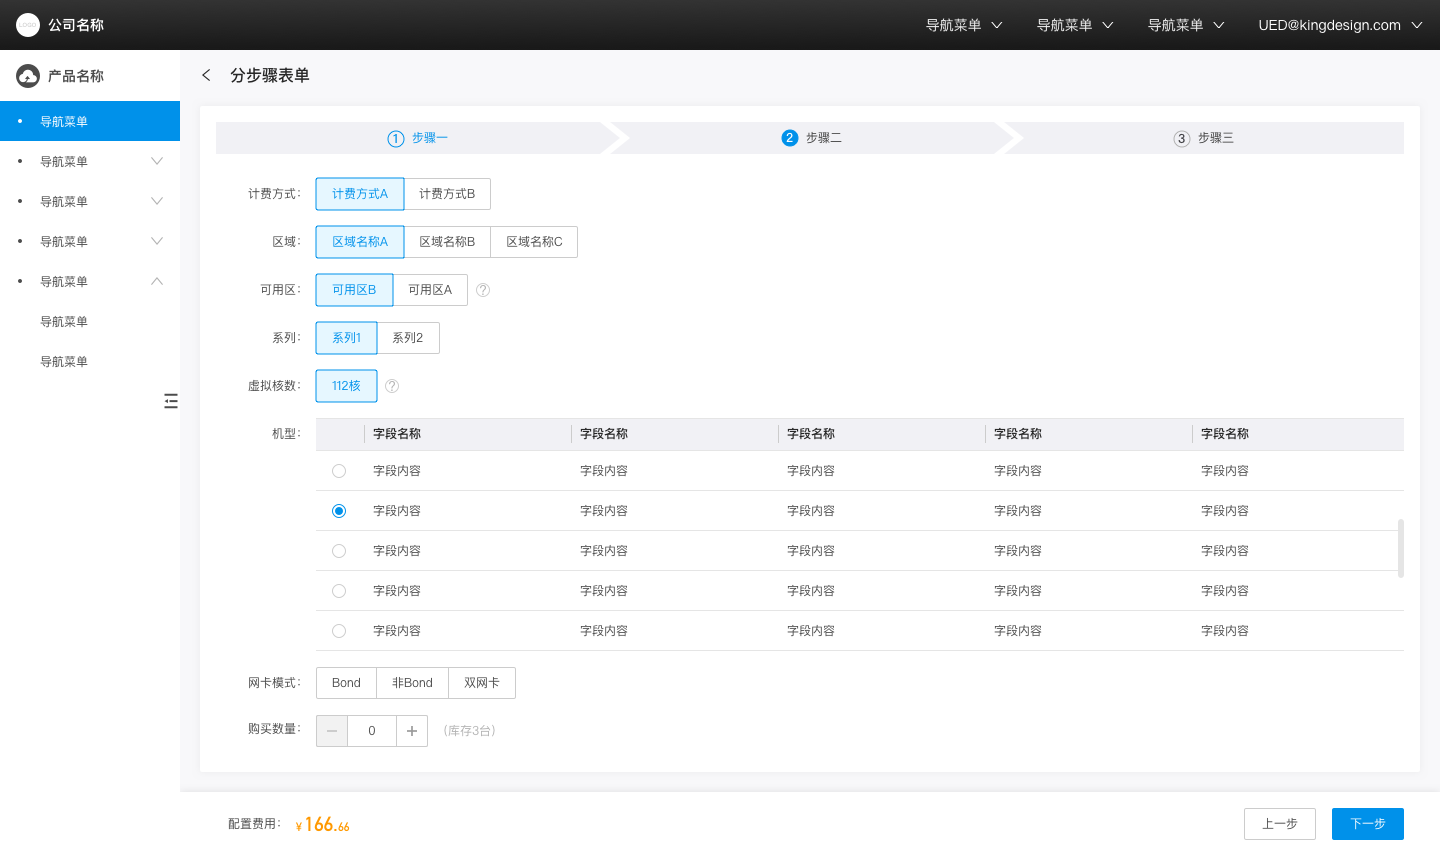 公司名称 导航菜单 导航菜单 导航菜单 UED@kingdesign.com
产品名称
导航菜单
导航菜单
导航菜单
导航菜单
导航菜单
导航菜单
导航菜单
分步骤表单
1 步骤一 2 步骤二 3 步骤三
计费方式： 计费方式A 计费方式B
区域： 区域名称A 区域名称B 区域名称C
可用区： 可用区B 可用区A ?
系列： 系列1 系列2
虚拟核数： 112核 ?
机型： 字段名称 字段名称 字段名称 字段名称 字段名称
字段内容 字段内容 字段内容 字段内容 字段内容
字段内容 字段内容 字段内容 字段内容 字段内容
字段内容 字段内容 字段内容 字段内容 字段内容
字段内容 字段内容 字段内容 字段内容 字段内容
字段内容 字段内容 字段内容 字段内容 字段内容
网卡模式： Bond 非Bond 双网卡
购买数量： 0 （库存3台）
配置费用： ¥166.66 上一步 下一步